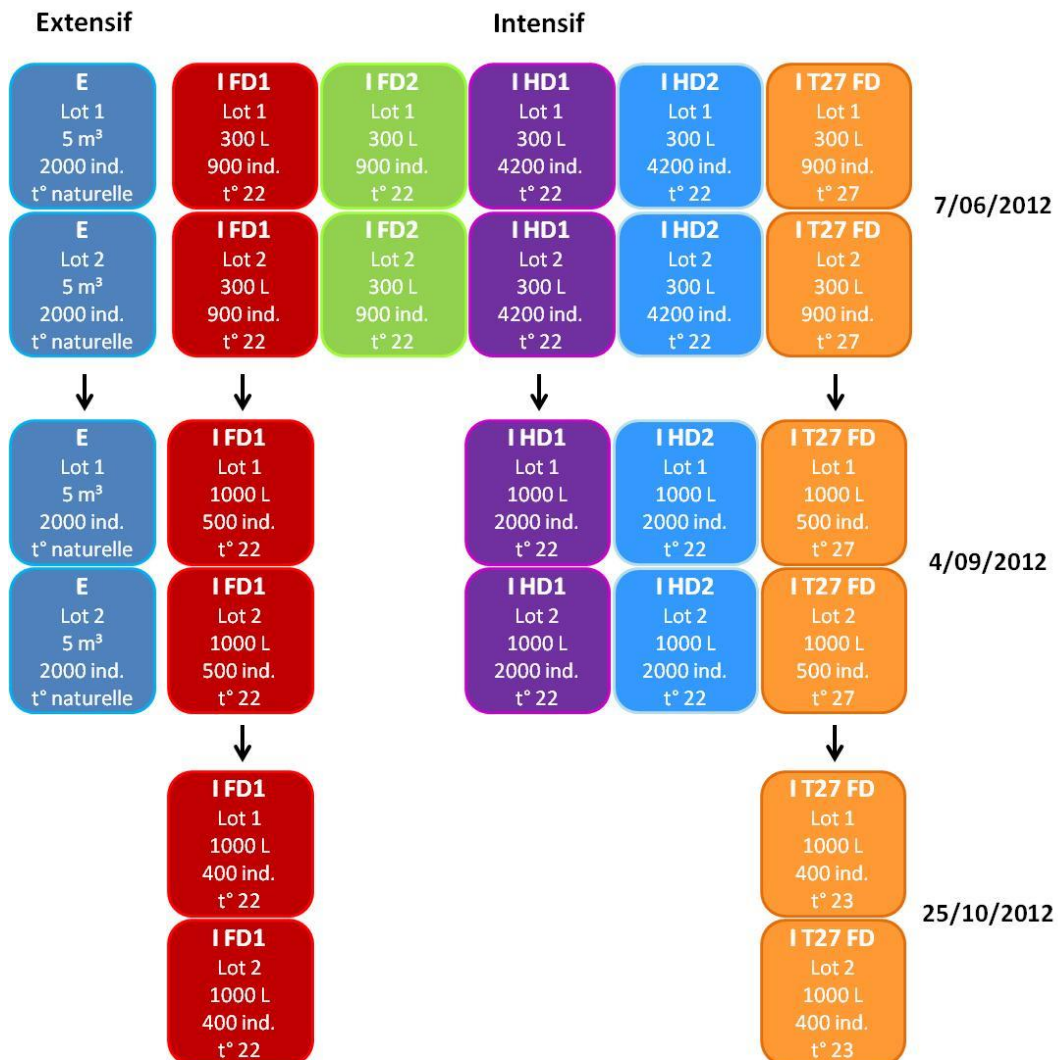 Extensif
Intensif
E
Lot 1
5 m³
2000 ind.
t° naturelle
I FD1
Lot 1
300 L
900 ind.
t° 22
I FD2
Lot 1
300 L
900 ind.
t° 22
I HD1
Lot 1
300 L
4200 ind.
t° 22
I HD2
Lot 1
300 L
4200 ind.
t° 22
I T27 FD
Lot 1
300 L
900 ind.
t° 27
7/06/2012
E
Lot 2
5 m³
2000 ind.
t° naturelle
I FD1
Lot 2
300 L
900 ind.
t° 22
I FD2
Lot 2
300 L
900 ind.
t° 22
I HD1
Lot 2
300 L
4200 ind.
t° 22
I HD2
Lot 2
300 L
4200 ind.
t° 22
I T27 FD
Lot 2
300 L
900 ind.
t° 27
E
Lot 1
5 m³
2000 ind.
t° naturelle
I FD1
Lot 1
1000 L
500 ind.
t° 22
I HD1
Lot 1
1000 L
2000 ind.
t° 22
I HD2
Lot 1
1000 L
2000 ind.
t° 22
I T27 FD
Lot 1
1000 L
500 ind.
t° 27
4/09/2012
E
Lot 2
5 m³
2000 ind.
t° naturelle
I FD1
Lot 2
1000 L
500 ind.
t° 22
I HD1
Lot 2
1000 L
2000 ind.
t° 22
I HD2
Lot 2
1000 L
2000 ind.
t° 22
I T27 FD
Lot 2
1000 L
500 ind.
t° 27
I FD1
Lot 1
1000 L
400 ind.
t° 22
I T27 FD
Lot 1
1000 L
400 ind.
t° 23
25/10/2012
I FD1
Lot 2
1000 L
400 ind.
t° 22
I T27 FD
Lot 2
1000 L
400 ind.
t° 23